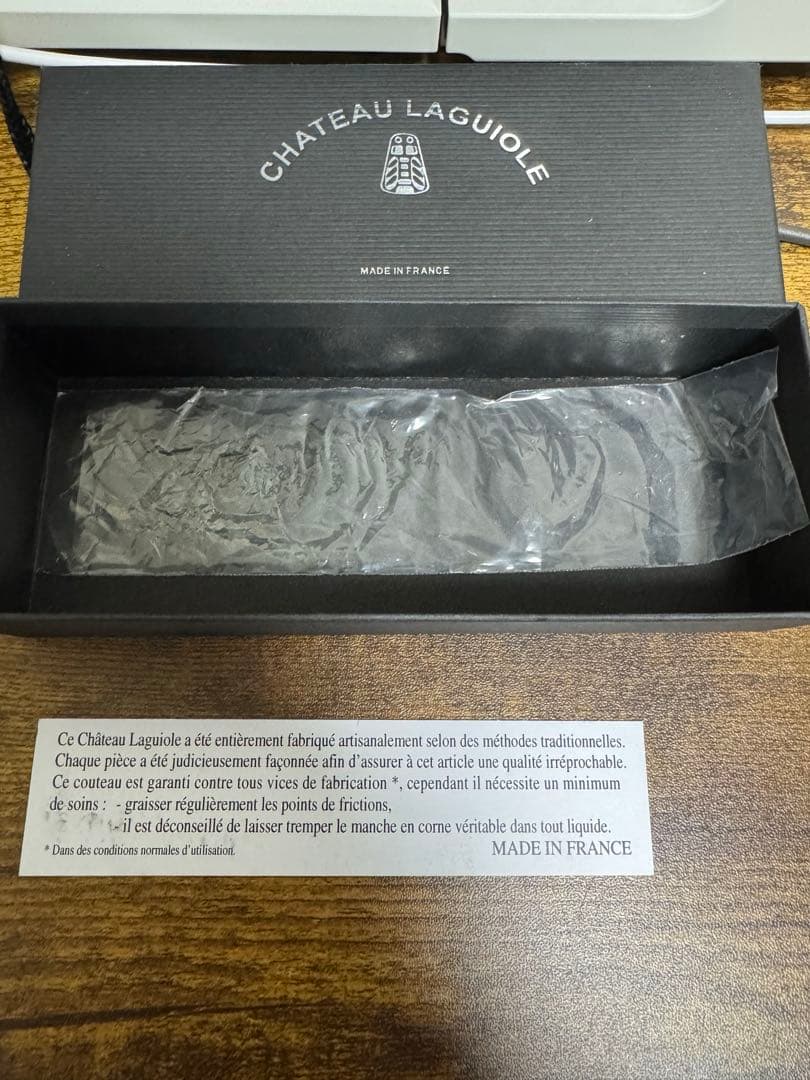 CHATEAU LAGUIOLE
MADE IN FRANCE
Ce Château Laguiole a été entièrement fabriqué artisanalement selon des méthodes traditionnelles.
Chaque pièce a été judicieusement façonnée afin d'assurer à cet article une qualité irréprochable.
Ce couteau est garanti contre tous vices de fabrication *, cependant il nécessite un minimum
de soins : - graisser régulièrement les points de frictions,
- il est déconseillé de laisser tremper le manche en corne véritable dans tout liquide.
* Dans des conditions normales d'utilisation. MADE IN FRANCE